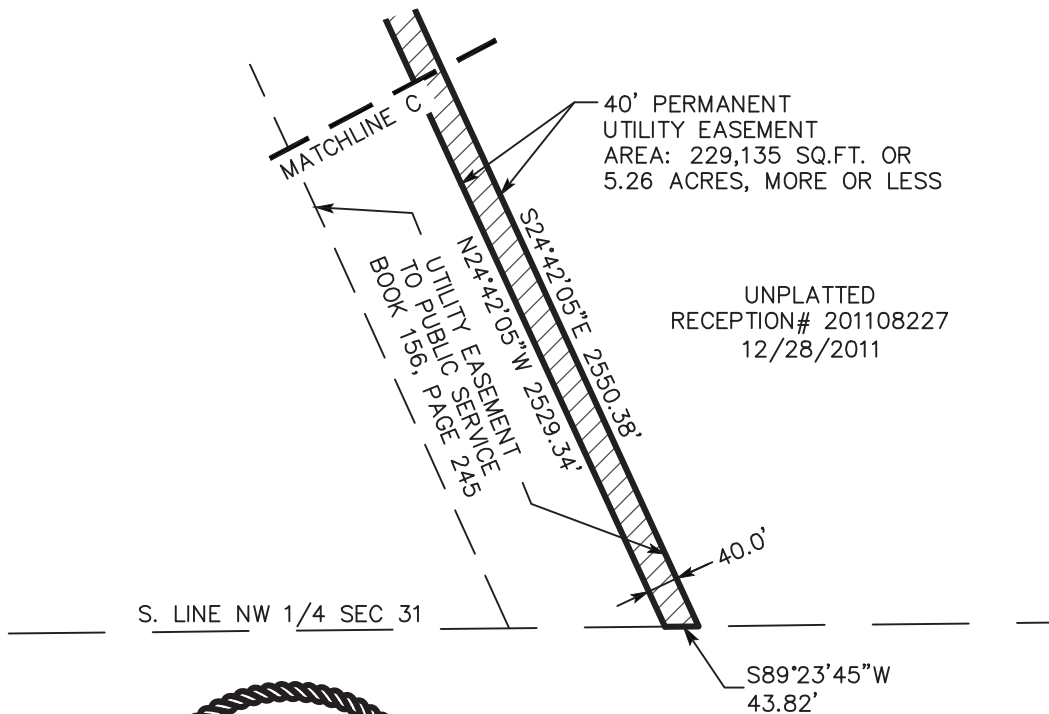 MATCHLINE C
40' PERMANENT
UTILITY EASEMENT
AREA: 229,135 SQ.FT. OR
5.26 ACRES, MORE OR LESS
S24°42'05"E 2550.38'
N24°42'05"W 2529.34'
UTILITY EASEMENT
TO PUBLIC SERVICE
BOOK 156, PAGE 245
UNPLATTED
RECEPTION# 201108227
12/28/2011
40.0'
S. LINE NW 1/4 SEC 31
S89°23'45"W
43.82'